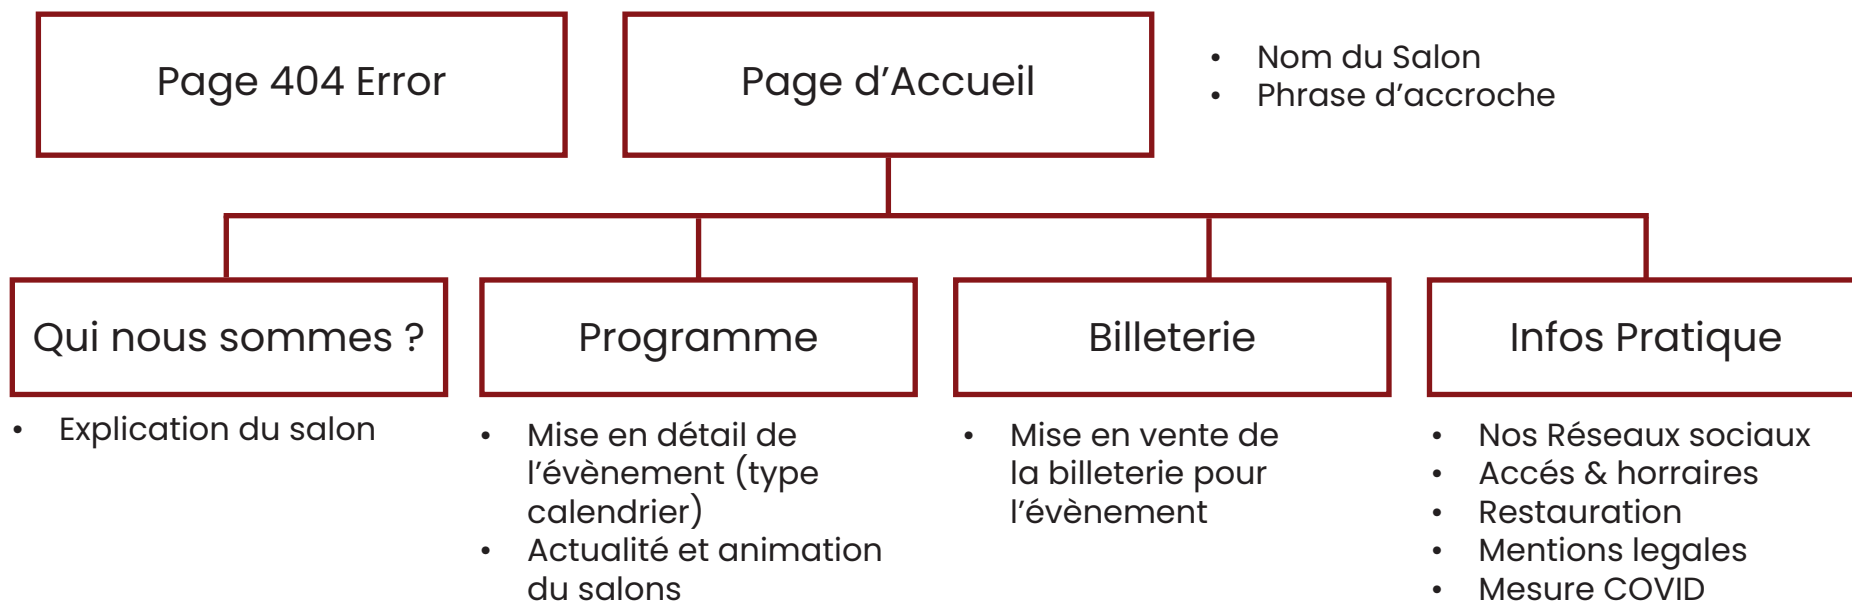 Page 404 Error
Page d’Accueil
• Nom du Salon
• Phrase d’accroche
Qui nous sommes ?
• Explication du salon
Programme
• Mise en détail de
l’évènement (type
calendrier)
• Actualité et animation
du salons
Billeterie
• Mise en vente de
la billeterie pour
l’évènement
Infos Pratique
• Nos Réseaux sociaux
• Accés & horraires
• Restauration
• Mentions legales
• Mesure COVID